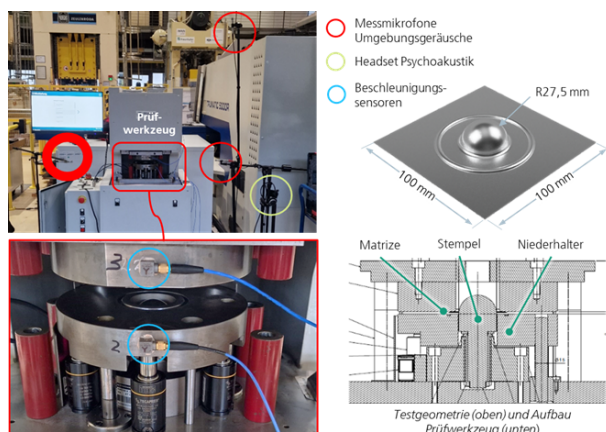 Messmikrofone
Umgebungsgeräusche
Headset Psychoakustik
Beschleunigungs-
sensoren
Prüf-
werkzeug
R27,5 mm
100 mm
100 mm
3
2
Matrize
Stempel
Niederhalter
Testgeometrie (oben) und Aufbau
Prüfwerkzeug (unten)